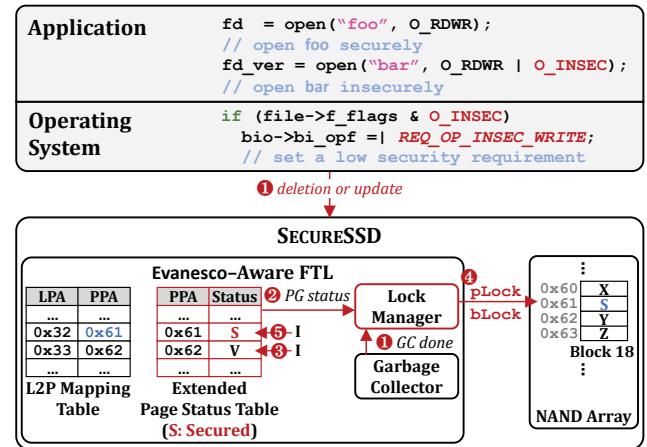 Application
fd = open("foo", O_RDWR);
// open foo securely
fd_ver = open("bar", O_RDWR | O_INSEC);
// open bar insecurely
Operating
System
if (file->f_flags & O_INSEC)
bio->bi_opf =| REQ_OP_INSEC_WRITE;
// set a low security requirement
❶ deletion or update
SECURESSD
Evanesco-Aware FTL
LPA PPA
... ...
0x32 0x61
0x33 0x62
... ...
L2P Mapping
Table
PPA Status
... ...
0x61 S
0x62 V
... ...
Extended
Page Status Table
(S: Secured)
❷ PG status
❺ I
❸ I
Lock
Manager
❶ GC done
Garbage
Collector
❹
pLock
bLock
⋮
0x60 X
0x61 S
0x62 Y
0x63 Z
Block 18
⋮
NAND Array